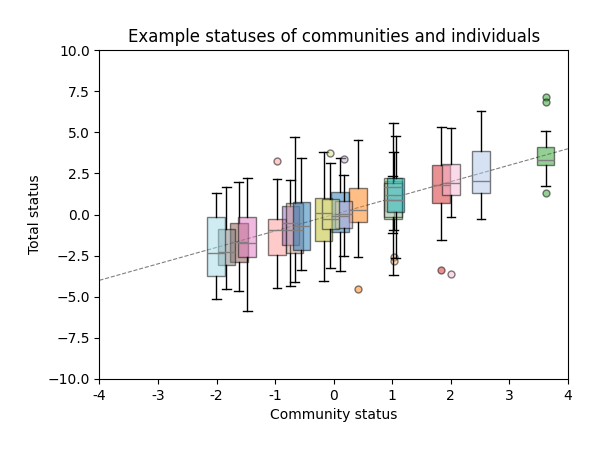 Example statuses of communities and individuals
10.0
7.5
5.0
2.5
0.0
−2.5
−5.0
−7.5
−10.0
Total status
-4 -3 -2 -1 0 1 2 3 4
Community status